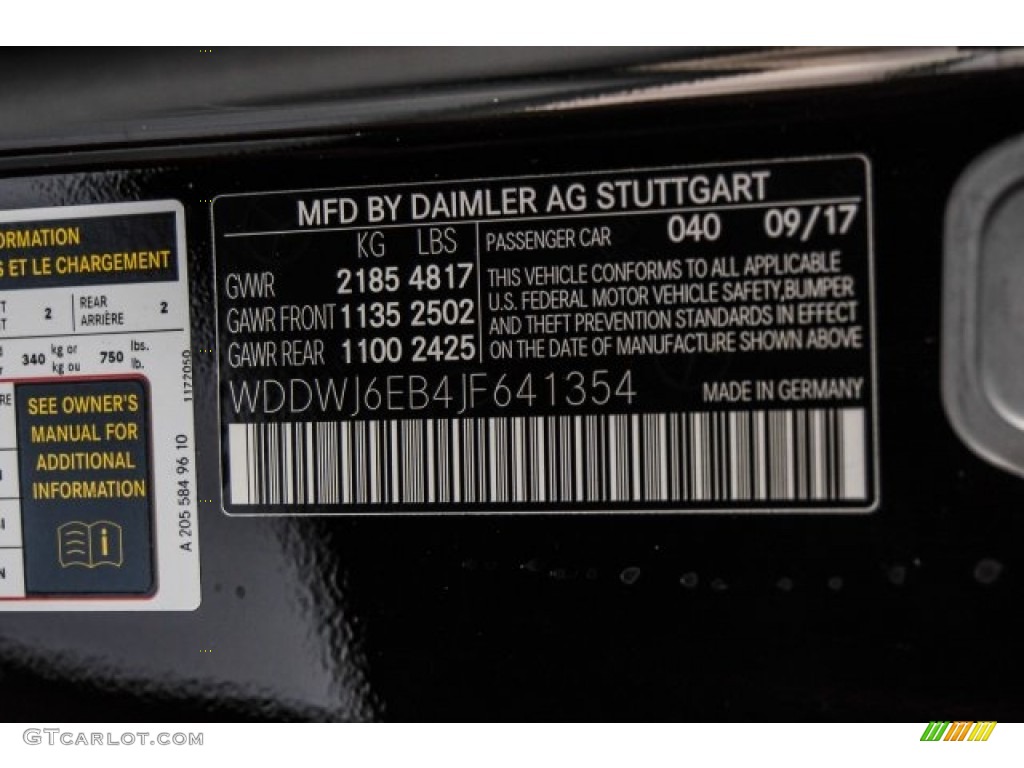 MFD BY DAIMLER AG STUTTGART
KG LBS
GVWR 2185 4817
GAWR FRONT 1135 2502
GAWR REAR 1100 2425
PASSENGER CAR 040 09/17
THIS VEHICLE CONFORMS TO ALL APPLICABLE
U.S. FEDERAL MOTOR VEHICLE SAFETY,BUMPER
AND THEFT PREVENTION STANDARDS IN EFFECT
ON THE DATE OF MANUFACTURE SHOWN ABOVE
WDDWJ6EB4JF641354 MADE IN GERMANY
ORMATION
S ET LE CHARGEMENT
2 REAR 2
ARRIÈRE
340 kg or 750 lbs.
kg ou lb.
SEE OWNER'S
MANUAL FOR
ADDITIONAL
INFORMATION
i
1177050
A 205 584 96 10
GTCARLOT.COM